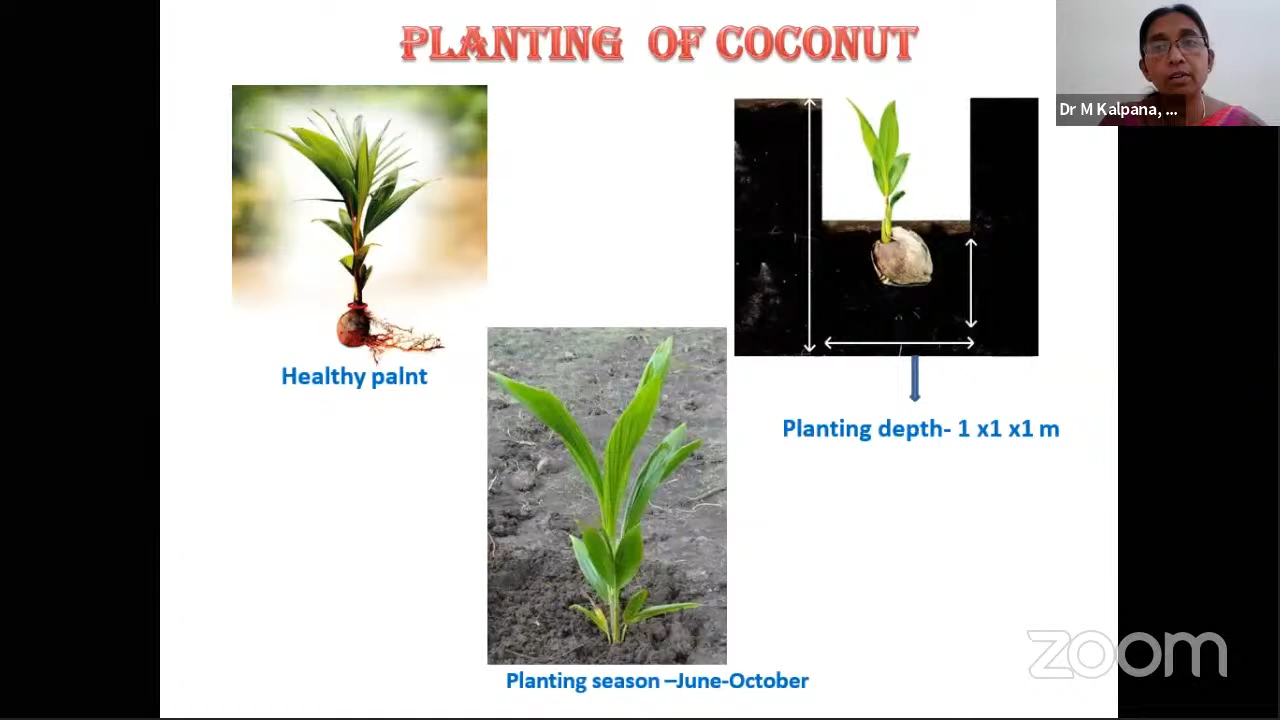 PLANTING OF COCONUT
Dr M Kalpana, ...
Healthy palnt
Planting depth- 1 x1 x1 m
Planting season –June-October
zoom